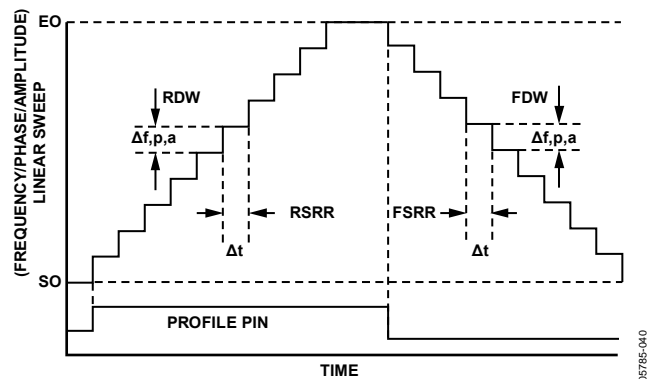 (FREQUENCY/PHASE/AMPLITUDE)
LINEAR SWEEP
EO
RDW
FDW
Δf,p,a
Δf,p,a
RSRR
FSRR
Δt
Δt
SO
PROFILE PIN
TIME
05785-040